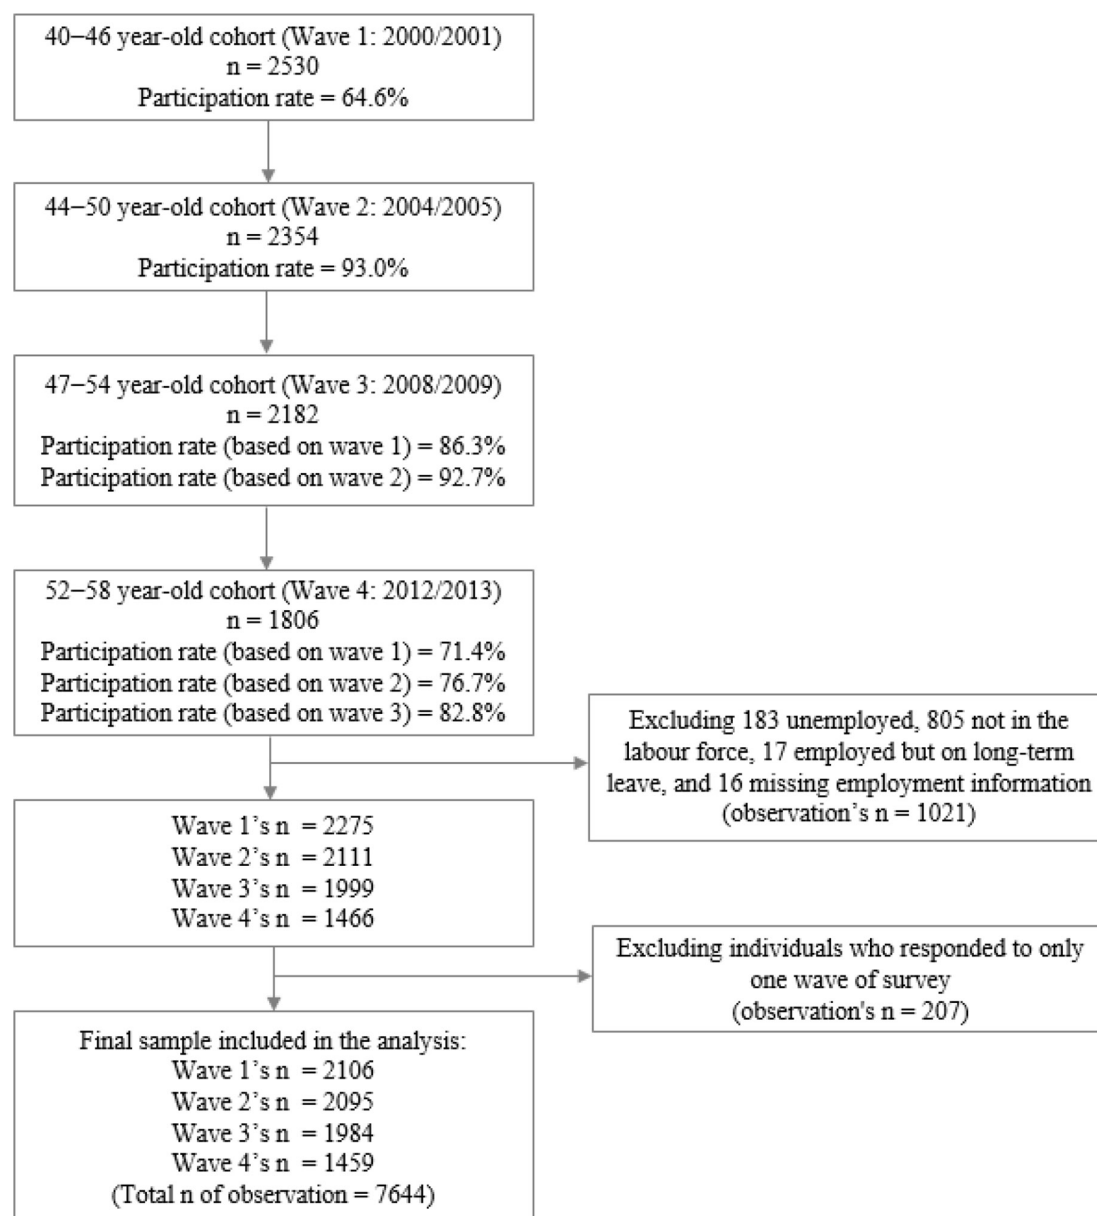 40–46 year-old cohort (Wave 1: 2000/2001)
n = 2530
Participation rate = 64.6%
44–50 year-old cohort (Wave 2: 2004/2005)
n = 2354
Participation rate = 93.0%
47–54 year-old cohort (Wave 3: 2008/2009)
n = 2182
Participation rate (based on wave 1) = 86.3%
Participation rate (based on wave 2) = 92.7%
52–58 year-old cohort (Wave 4: 2012/2013)
n = 1806
Participation rate (based on wave 1) = 71.4%
Participation rate (based on wave 2) = 76.7%
Participation rate (based on wave 3) = 82.8%
Excluding 183 unemployed, 805 not in the
labour force, 17 employed but on long-term
leave, and 16 missing employment information
(observation’s n = 1021)
Wave 1’s n = 2275
Wave 2’s n = 2111
Wave 3’s n = 1999
Wave 4’s n = 1466
Excluding individuals who responded to only
one wave of survey
(observation's n = 207)
Final sample included in the analysis:
Wave 1’s n = 2106
Wave 2’s n = 2095
Wave 3’s n = 1984
Wave 4’s n = 1459
(Total n of observation = 7644)